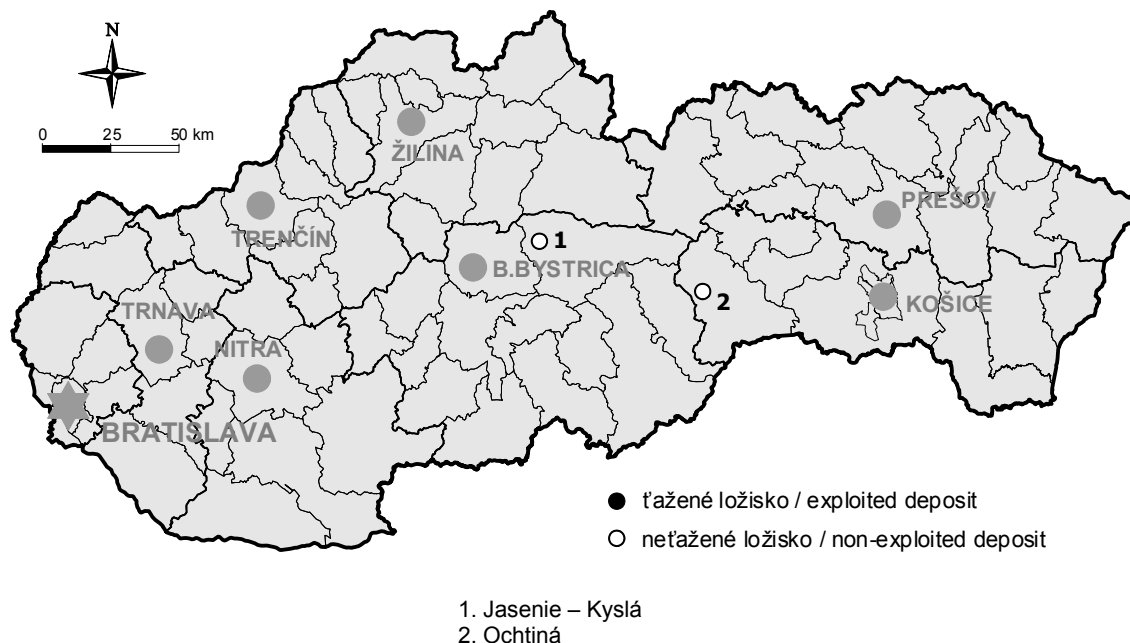 N
0 25 50 km
ŽILINA
PREŠOV
TRENČÍN
1
B.BYSTRICA
2
KOŠICE
TRNAVA
NITRA
BRATISLAVA
ťažené ložisko / exploited deposit
neťažené ložisko / non-exploited deposit
1. Jasenie – Kyslá
2. Ochtiná